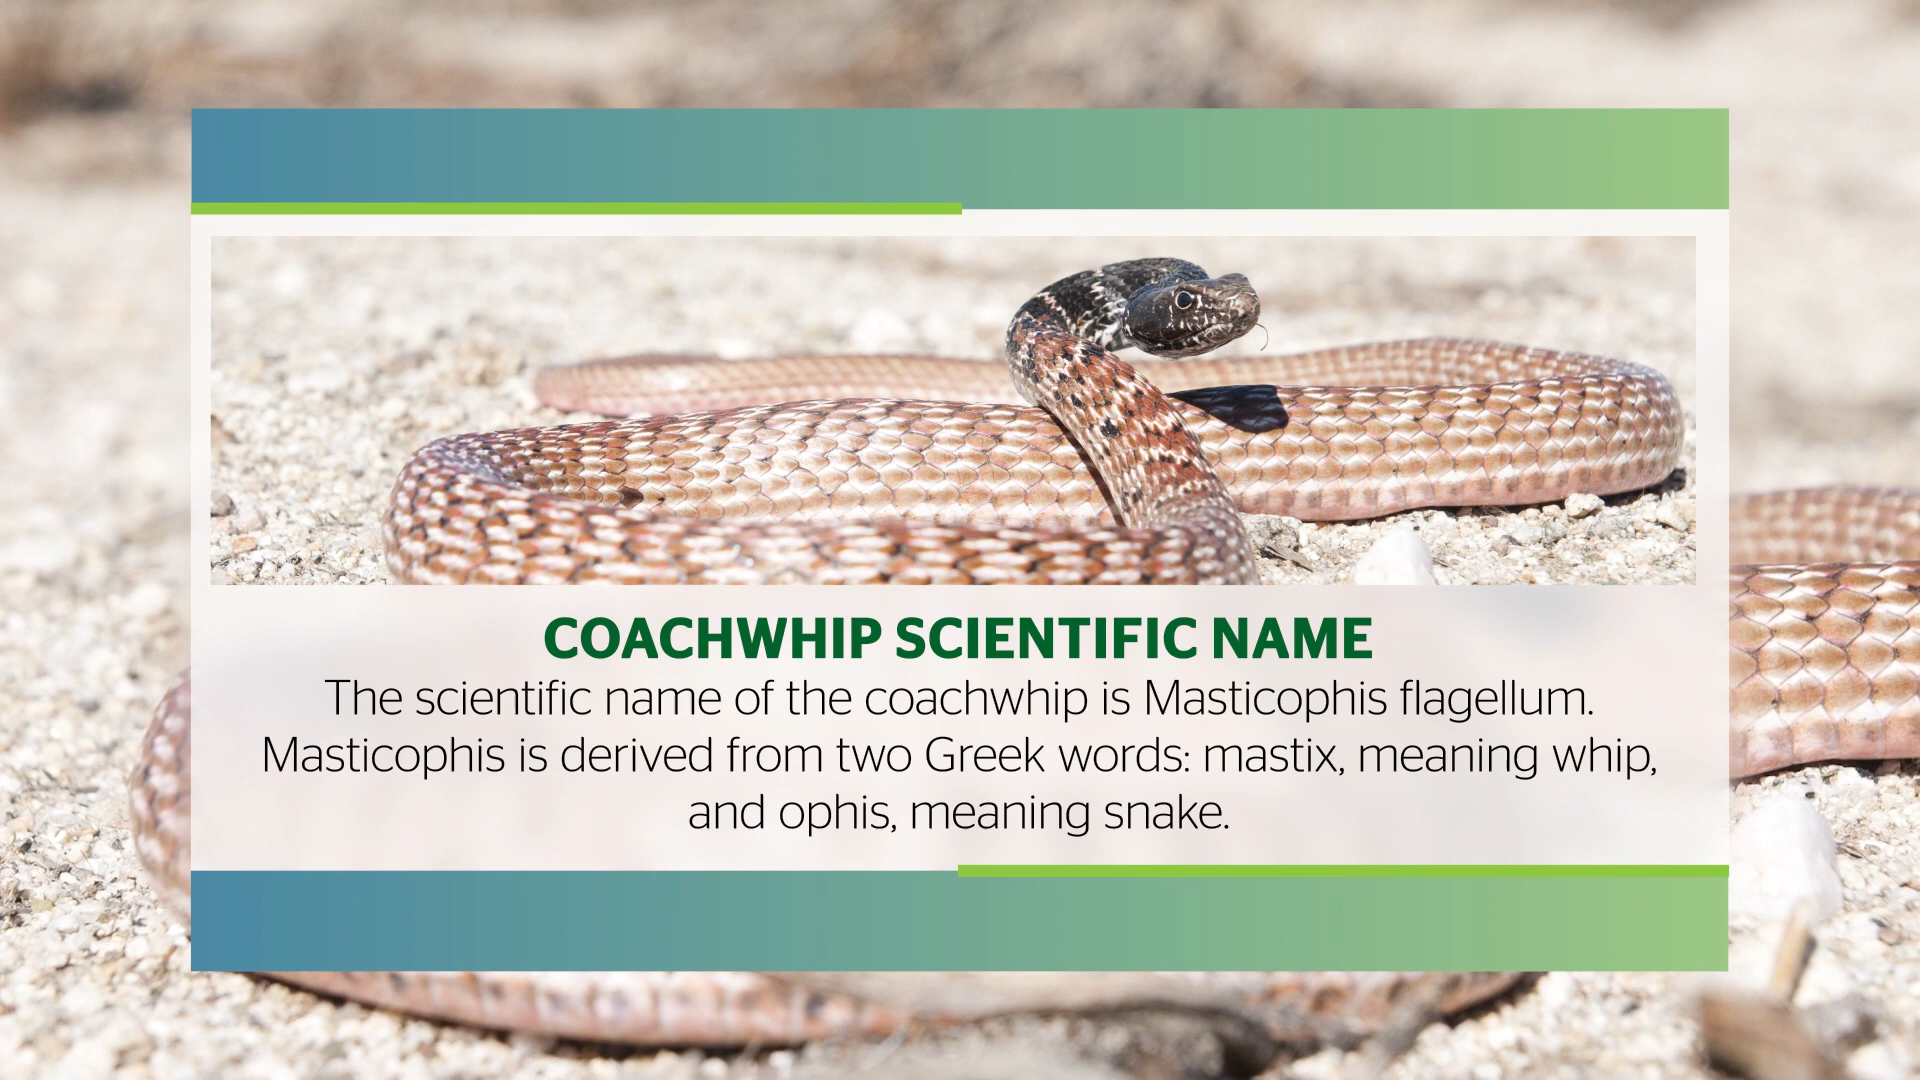 COACHWHIP SCIENTIFIC NAME
The scientific name of the coachwhip is Masticophis flagellum.
Masticophis is derived from two Greek words: mastix, meaning whip,
and ophis, meaning snake.